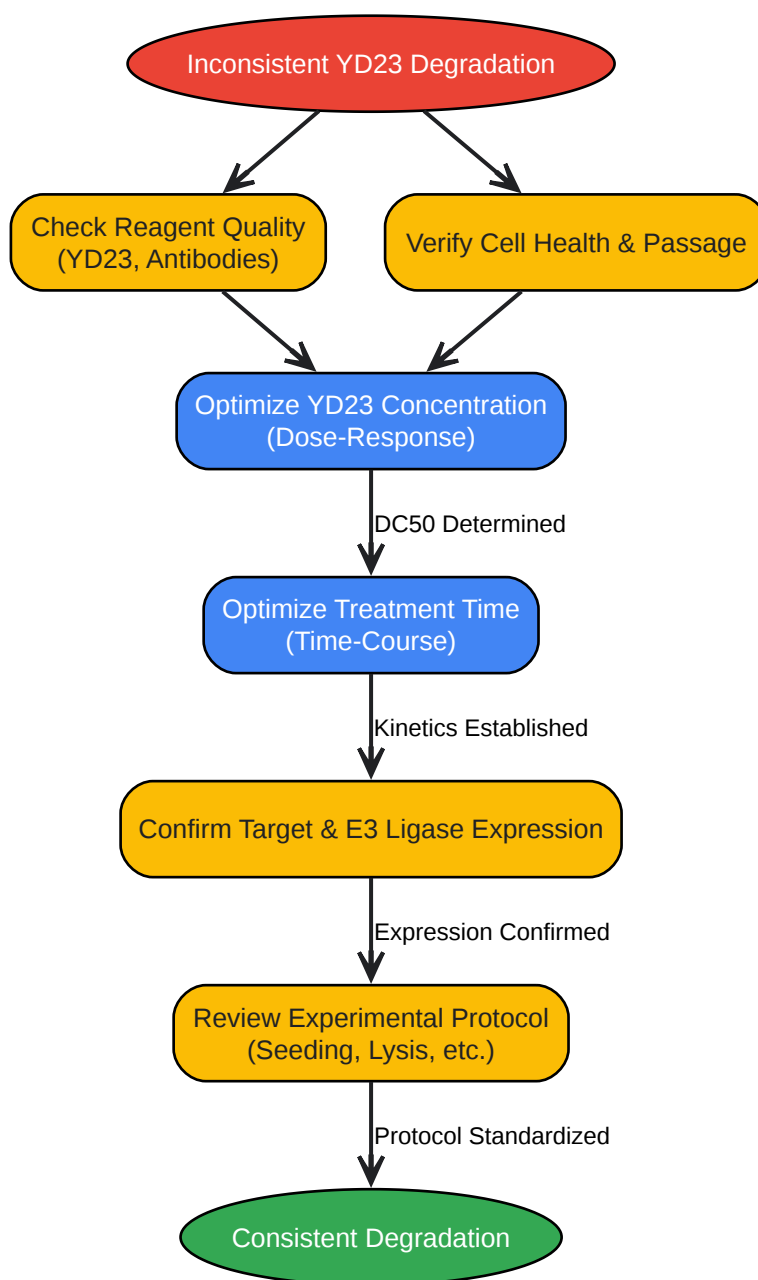 Inconsistent YD23 Degradation
Check Reagent Quality
(YD23, Antibodies)
Verify Cell Health & Passage
Optimize YD23 Concentration
(Dose-Response)
DC50 Determined
Optimize Treatment Time
(Time-Course)
Kinetics Established
Confirm Target & E3 Ligase Expression
Expression Confirmed
Review Experimental Protocol
(Seeding, Lysis, etc.)
Protocol Standardized
Consistent Degradation